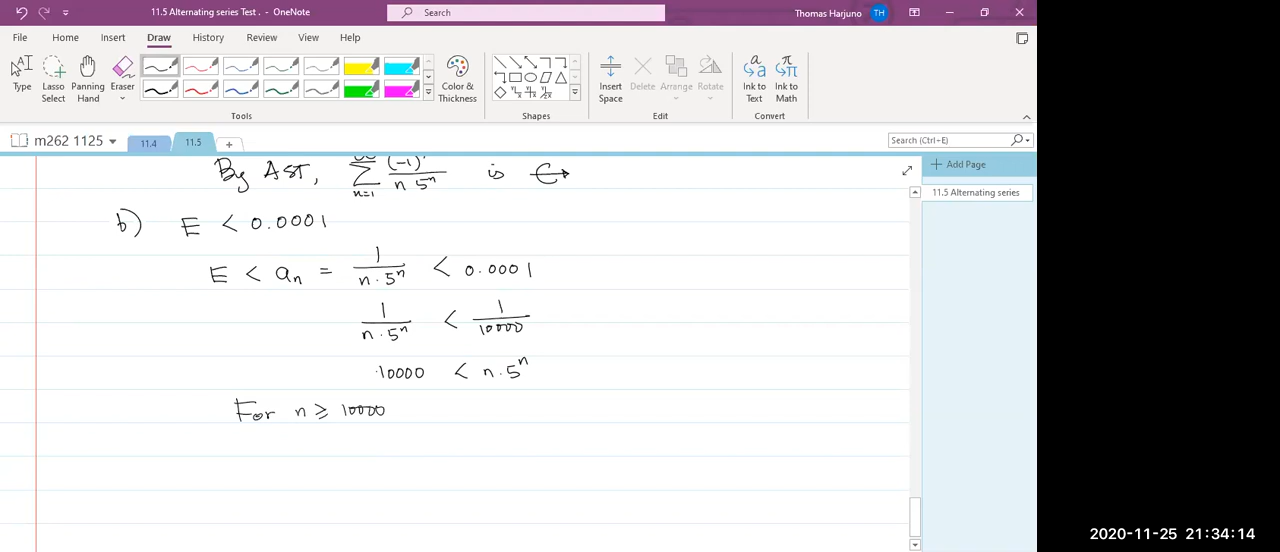 11.5 Alternating series Test . - OneNote
Search
Thomas Harjuno TH
File Home Insert Draw History Review View Help
Type Lasso Select Panning Hand Eraser Color & Thickness Insert Space Delete Arrange Rotate Ink to Text Ink to Math
Tools Shapes Edit Convert
m262 1125 11.4 11.5 + Search (Ctrl+E)
+ Add Page
11.5 Alternating series
By AST, ∑ n=1 (-1) / n 5^n is
b) E < 0.0001
E < a_n = 1 / n · 5^n < 0.0001
1 / n · 5^n < 1 / 10000
10000 < n · 5^n
For n ≥ 10000
2020-11-25 21:34:14